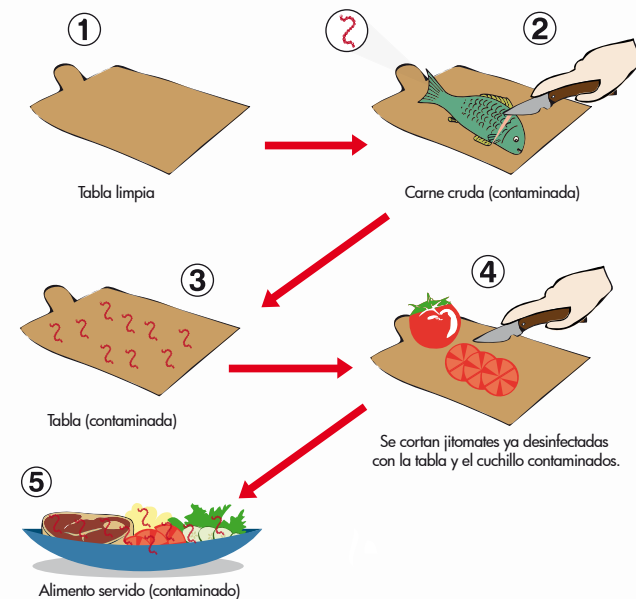 1
Tabla limpia
2
Carne cruda (contaminada)
3
Tabla (contaminada)
4
Se cortan jitomates ya desinfectadas
con la tabla y el cuchillo contaminados.
5
Alimento servido (contaminado)